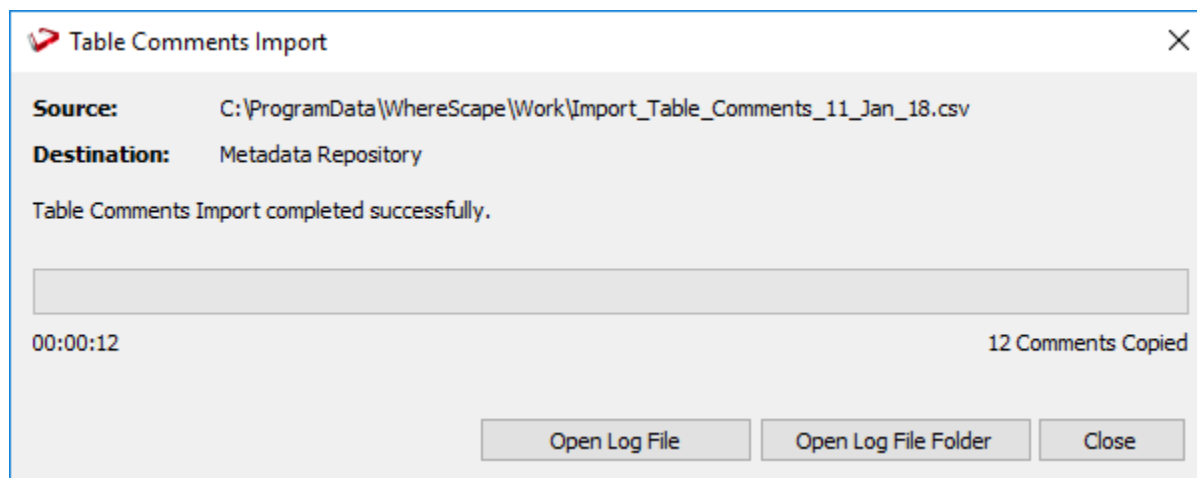 Table Comments Import
Source: C:\ProgramData\WhereScape\Work\Import_Table_Comments_11_Jan_18.csv
Destination: Metadata Repository
Table Comments Import completed successfully.
00:00:12 12 Comments Copied
Open Log File Open Log File Folder Close